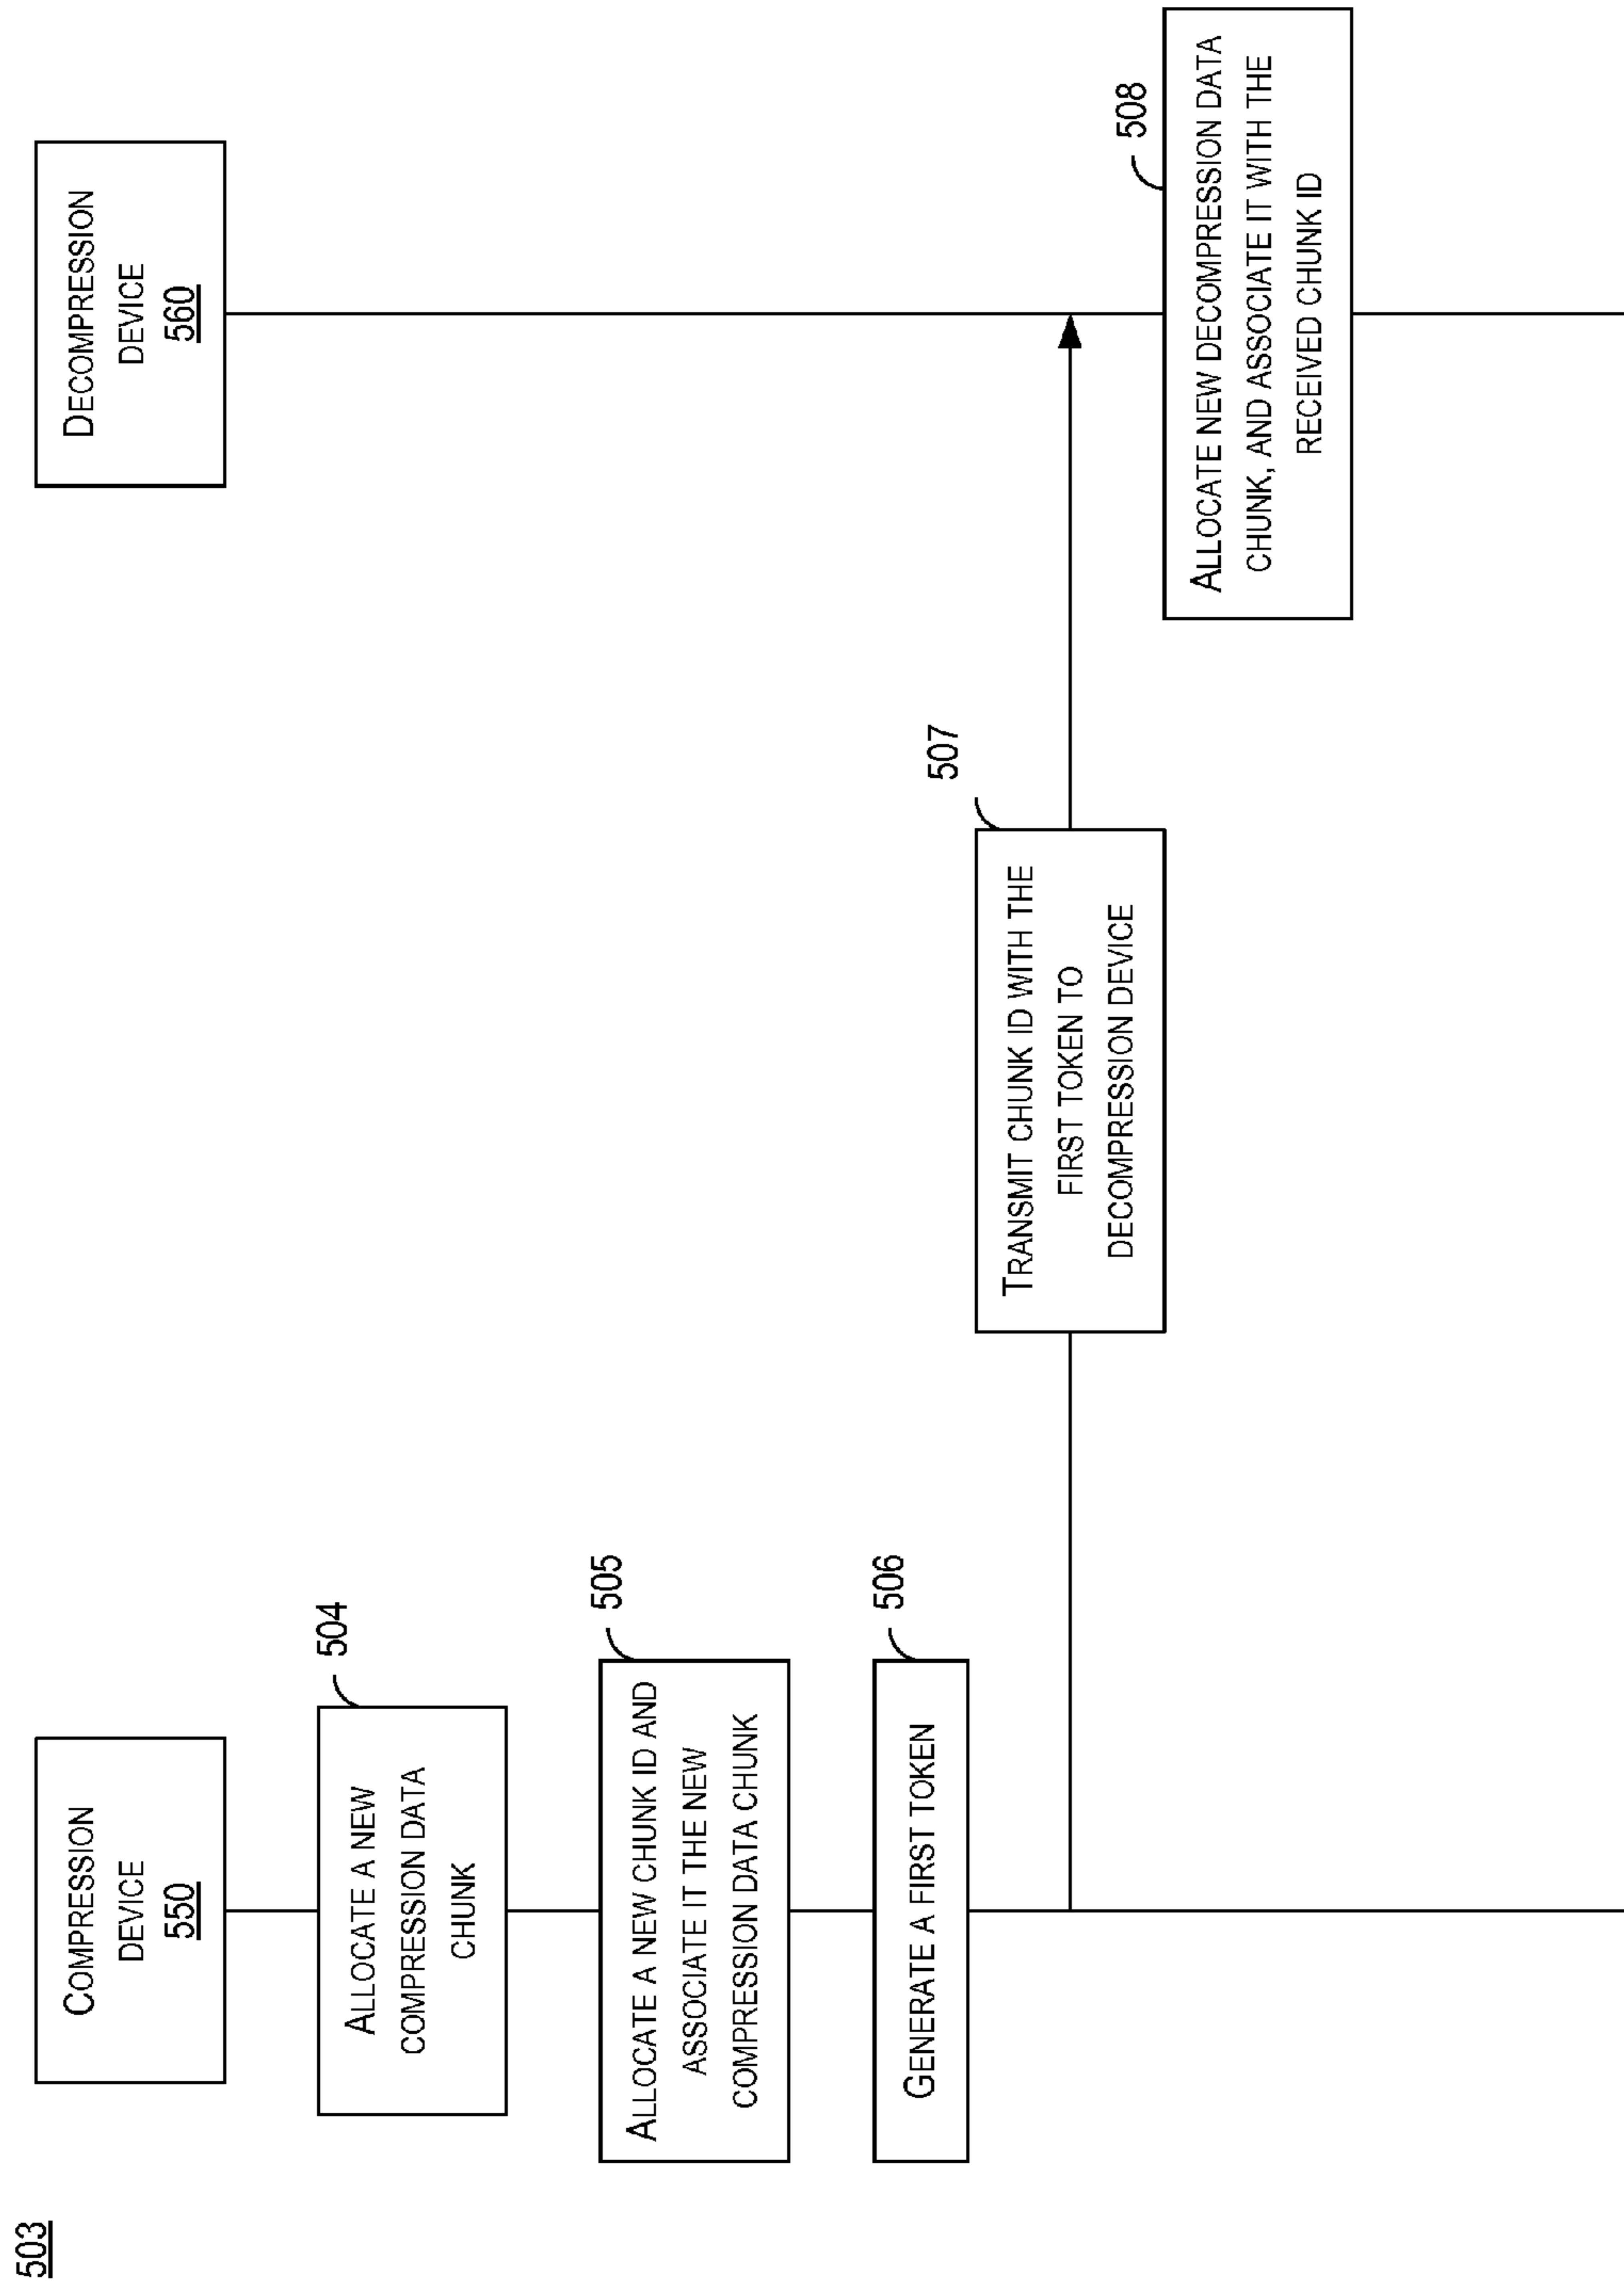 503
COMPRESSION
DEVICE
550
DECOMPRESSION
DEVICE
560
504
ALLOCATE A NEW
COMPRESSION DATA
CHUNK
505
ALLOCATE A NEW CHUNK ID AND
ASSOCIATE IT THE NEW
COMPRESSION DATA CHUNK
506
GENERATE A FIRST TOKEN
507
TRANSMIT CHUNK ID WITH THE
FIRST TOKEN TO
DECOMPRESSION DEVICE
508
ALLOCATE NEW DECOMPRESSION DATA
CHUNK, AND ASSOCIATE IT WITH THE
RECEIVED CHUNK ID